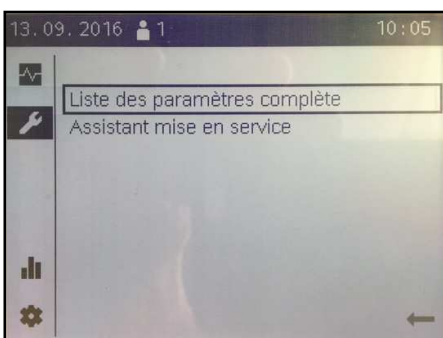 13.09.2016 1 10:05
Liste des paramètres complète
Assistant mise en service